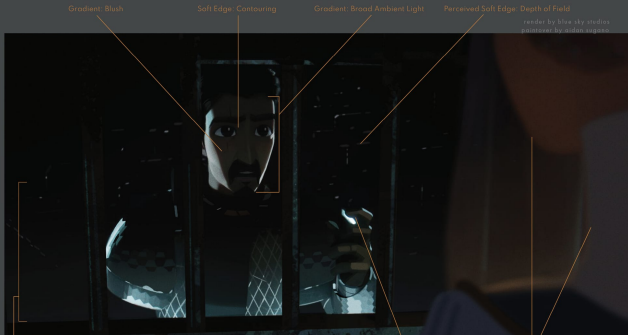 Gradient: Blush
Soft Edge: Contouring
Gradient: Broad Ambient Light
Perceived Soft Edge: Depth of Field
render by blue sky studios
paintover by aidan sugano